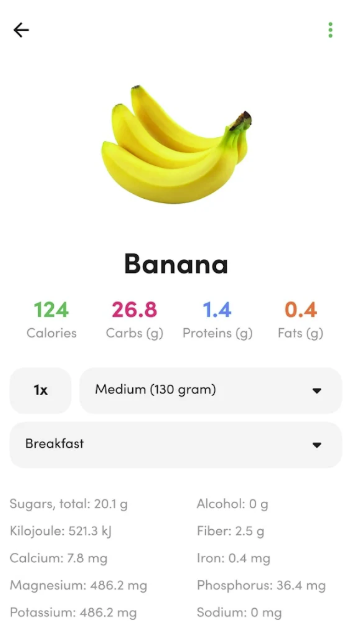 Banana
124 26.8 1.4 0.4
Calories Carbs (g) Proteins (g) Fats (g)
1x Medium (130 gram)
Breakfast
Sugars, total: 20.1 g Alcohol: 0 g
Kilojoule: 521.3 kJ Fiber: 2.5 g
Calcium: 7.8 mg Iron: 0.4 mg
Magnesium: 486.2 mg Phosphorus: 36.4 mg
Potassium: 486.2 mg Sodium: 0 mg